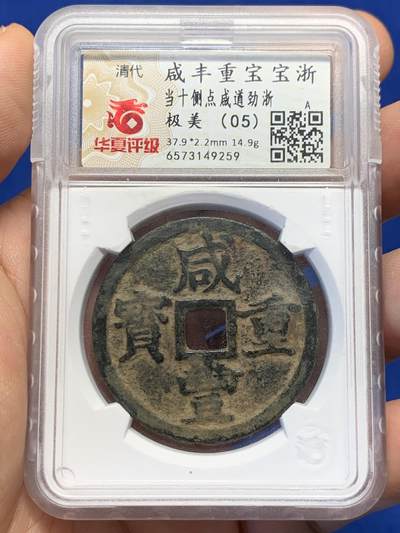 清代
咸丰重宝宝浙
当十侧点咸遒劲浙
极美 (05)
A
37.9*2.2mm 14.9g
6573149259
华夏评级
咸
寶 重
豐